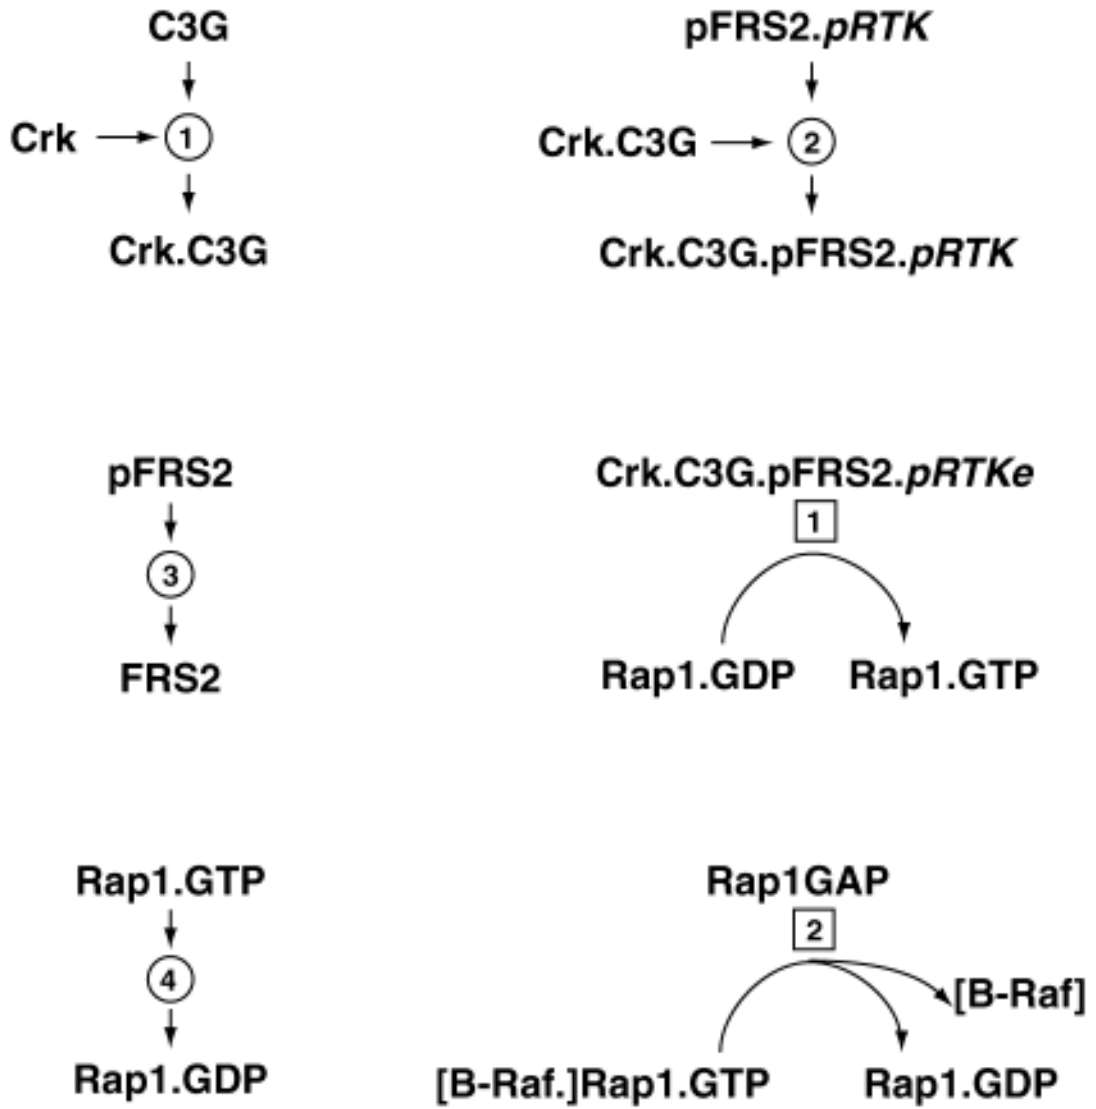 C3G
Crk
1
Crk.C3G
pFRS2.pRTK
Crk.C3G
2
Crk.C3G.pFRS2.pRTK
pFRS2
3
FRS2
Crk.C3G.pFRS2.pRTKe
1
Rap1.GDP Rap1.GTP
Rap1.GTP
4
Rap1.GDP
Rap1GAP
2
[B-Raf]
[B-Raf.]Rap1.GTP Rap1.GDP